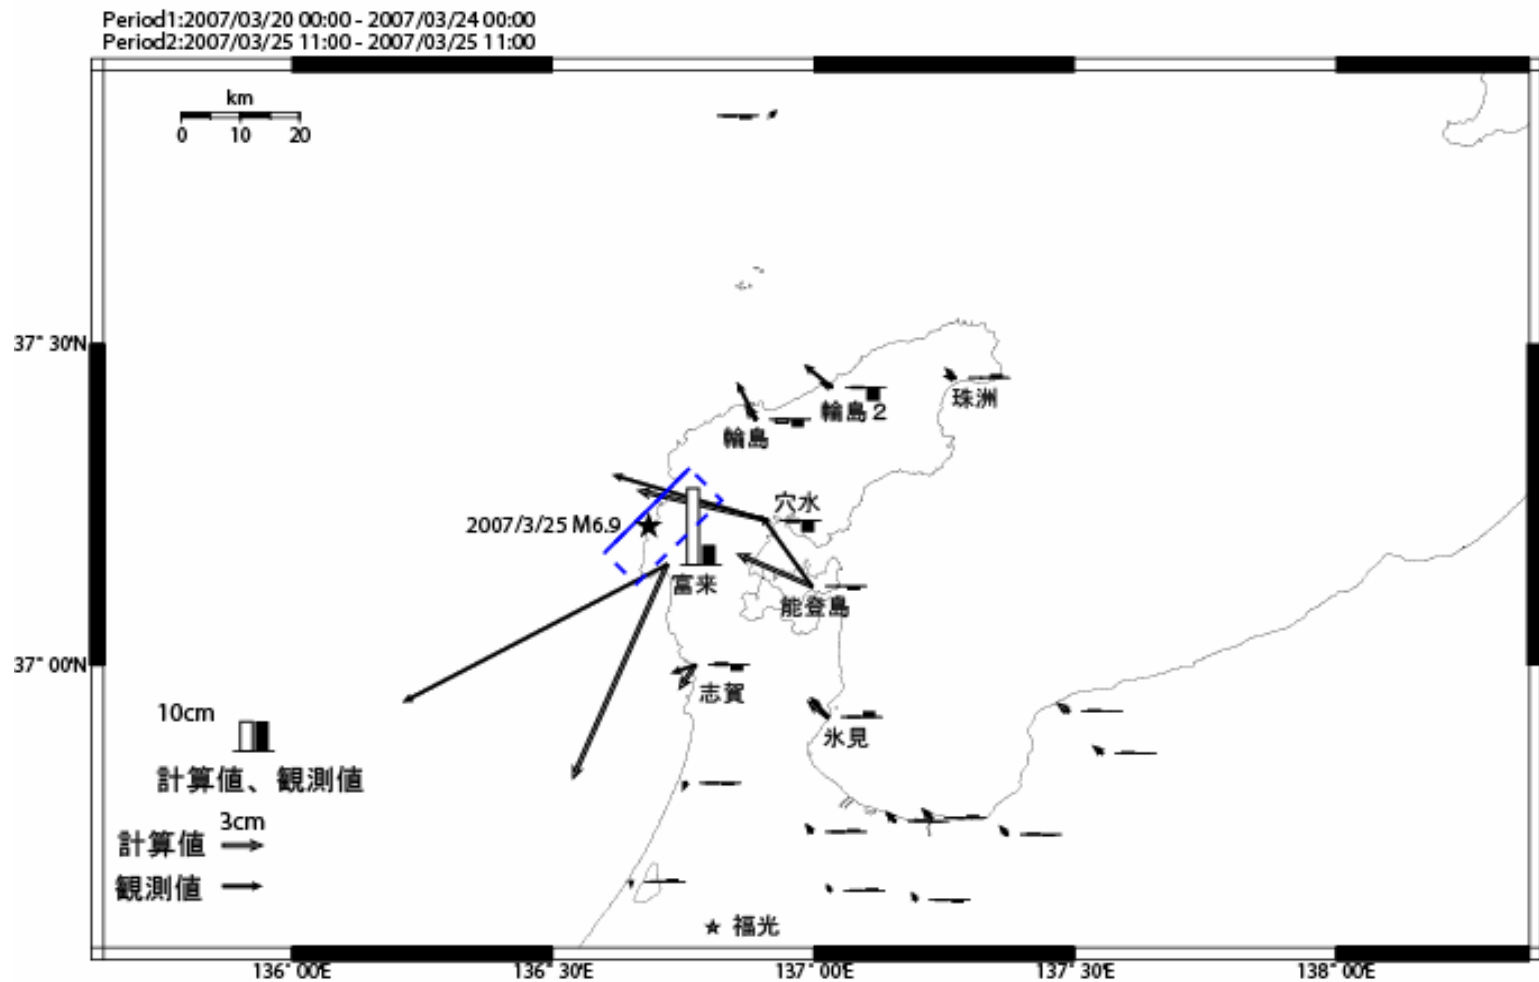 Period1:2007/03/20 00:00 - 2007/03/24 00:00
Period2:2007/03/25 11:00 - 2007/03/25 11:00
km
0 10 20
37° 30'N
珠洲
輪島2
輪島
穴水
2007/3/25 M6.9
富来
能登島
37° 00'N
志賀
10cm
氷見
計算値、観測値
3cm
計算値
観測値
福光
136° 00'E 136° 30'E 137° 00'E 137° 30'E 138° 00'E